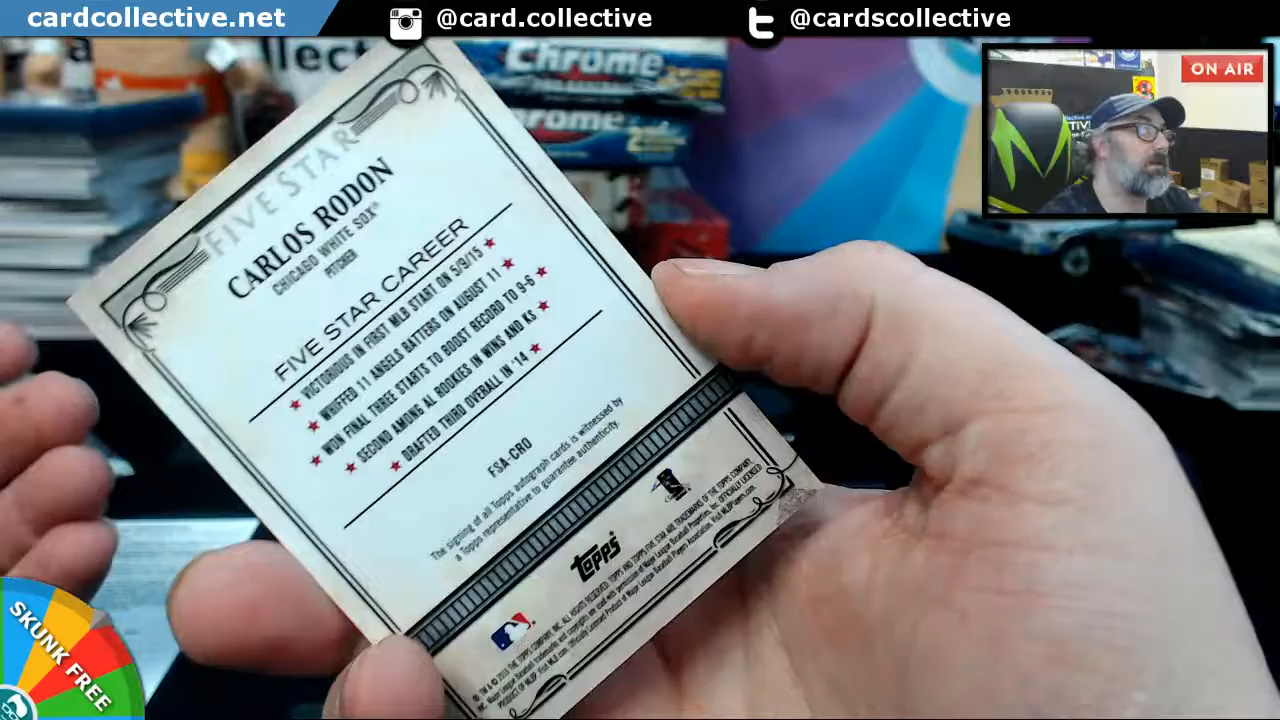 cardcollective.net
@card.collective
@cardscollective
ON AIR
Chrome
FIVE STAR
CARLOS RODON
CHICAGO WHITE SOX®
PITCHER
FIVE STAR CAREER
★ VICTORIOUS IN FIRST MLB START ON 5/9/15 ★
★ WHIFFED 11 ANGELS BATTERS ON AUGUST 11 ★
★ WON FINAL THREE STARTS TO BOOST RECORD TO 9-6 ★
★ SECOND AMONG AL ROOKIES IN WINS AND KS ★
★ DRAFTED THIRD OVERALL IN '14 ★
FSA-CRO
The signing of all Topps autograph cards is witnessed by
a Topps representative to guarantee authenticity.
topps®
SKUNK FREE